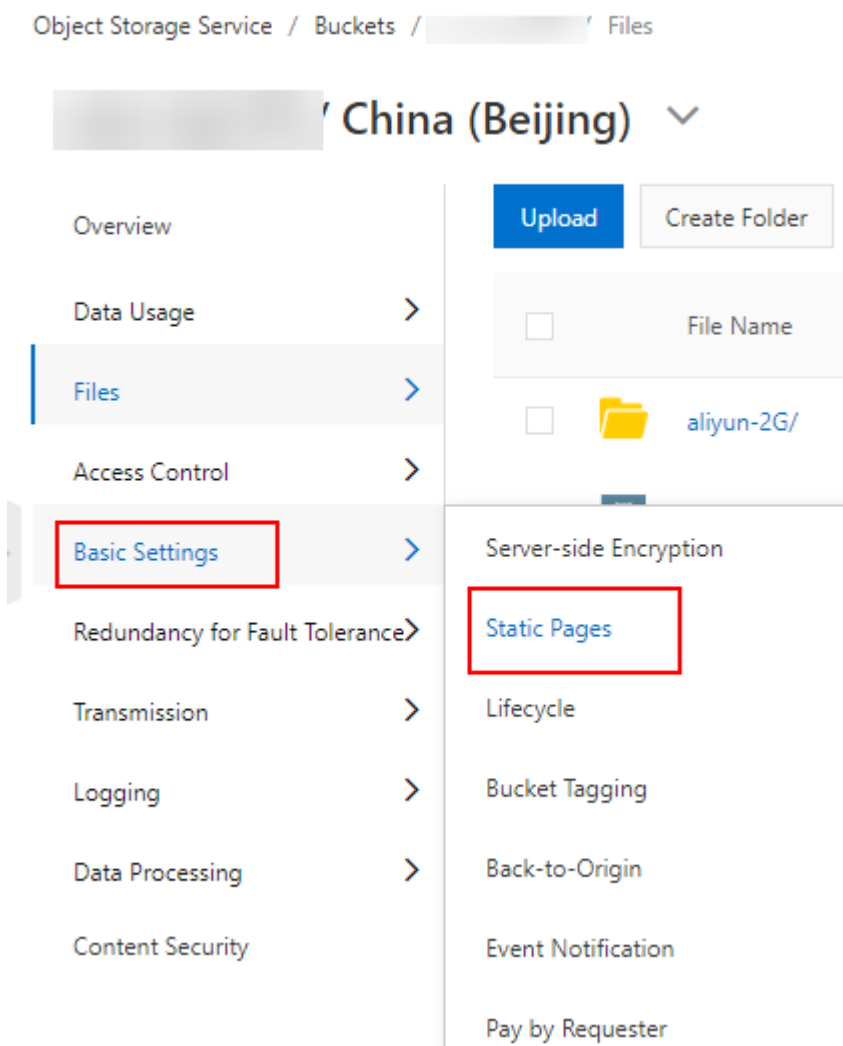 Object Storage Service / Buckets / / Files
/ China (Beijing)
Overview
Data Usage
Files
Access Control
Basic Settings
Redundancy for Fault Tolerance
Transmission
Logging
Data Processing
Content Security
Upload
Create Folder
File Name
aliyun-2G/
Server-side Encryption
Static Pages
Lifecycle
Bucket Tagging
Back-to-Origin
Event Notification
Pay by Requester